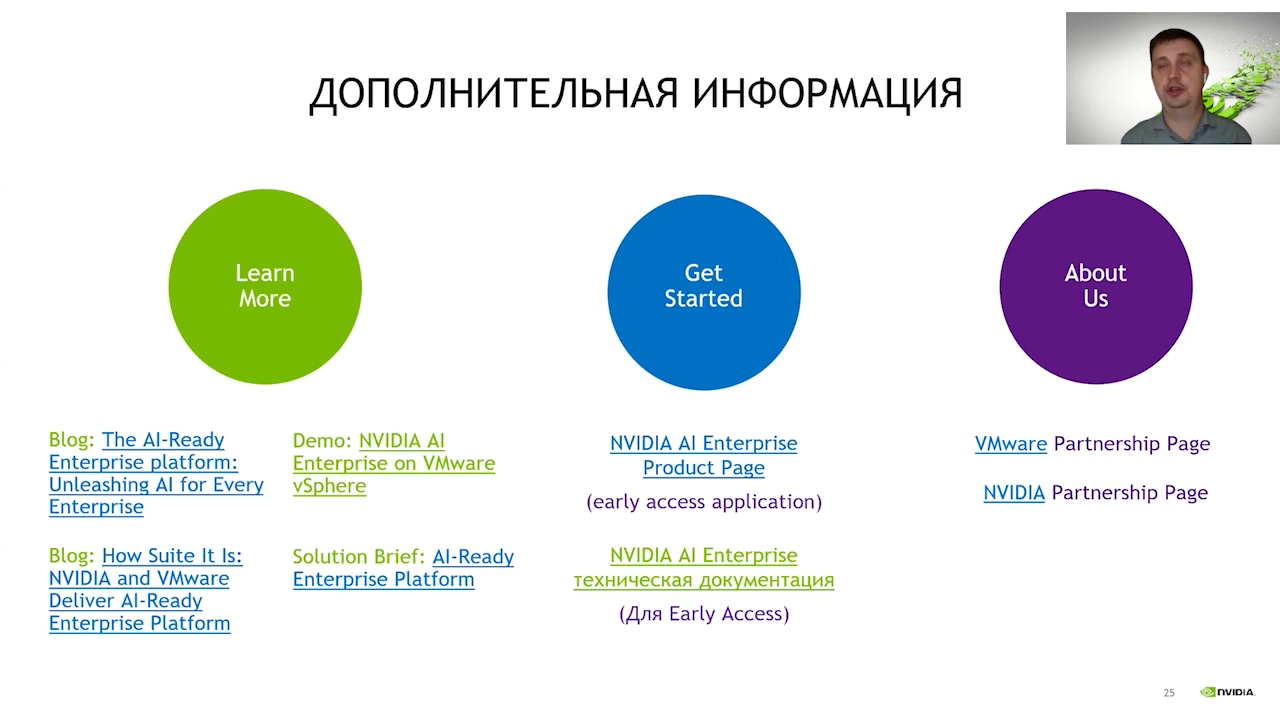 ДОПОЛНИТЕЛЬНАЯ ИНФОРМАЦИЯ
Learn
More
Get
Started
About
Us
Blog: The AI-Ready
Enterprise platform:
Unleashing AI for Every
Enterprise
Blog: How Suite It Is:
NVIDIA and VMware
Deliver AI-Ready
Enterprise Platform
Demo: NVIDIA AI
Enterprise on VMware
vSphere
Solution Brief: AI-Ready
Enterprise Platform
NVIDIA AI Enterprise
Product Page
(early access application)
NVIDIA AI Enterprise
техническая документация
(Для Early Access)
VMware Partnership Page
NVIDIA Partnership Page
25
NVIDIA.